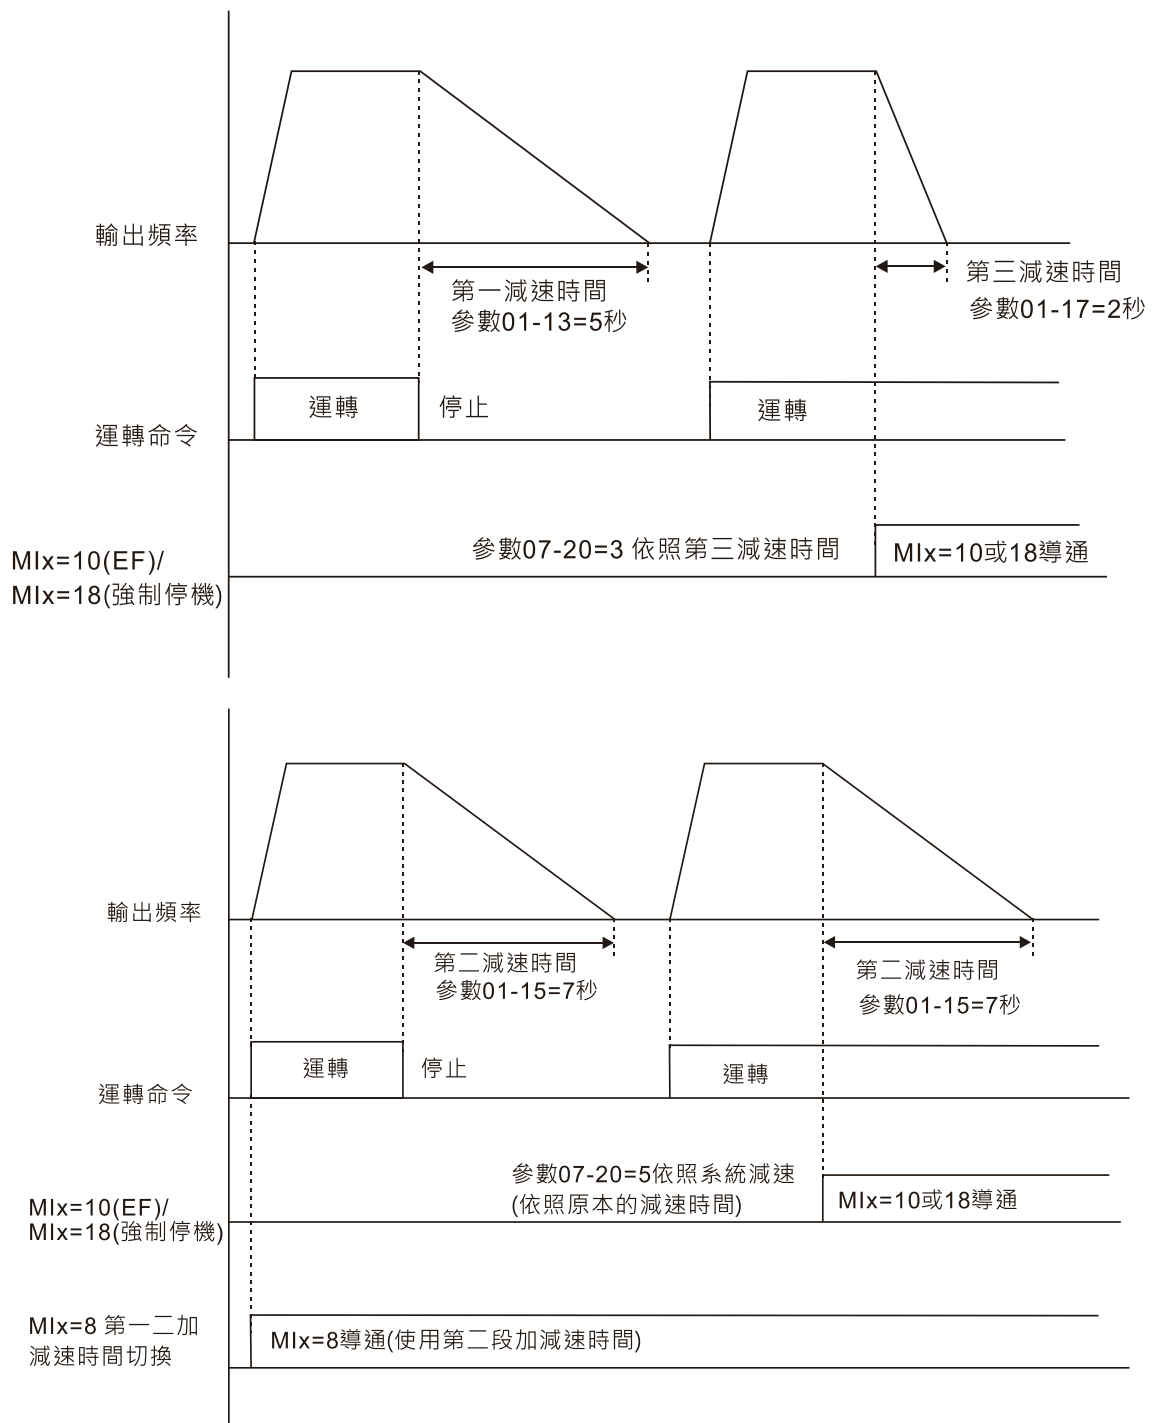 輸出頻率
第一減速時間
參數01-13=5秒
第三減速時間
參數01-17=2秒
運轉命令
運轉
停止
運轉
MIx=10(EF)/
MIx=18(強制停機)
參數07-20=3 依照第三減速時間
MIx=10或18導通
輸出頻率
第二減速時間
參數01-15=7秒
第二減速時間
參數01-15=7秒
運轉命令
運轉
停止
運轉
MIx=10(EF)/
MIx=18(強制停機)
參數07-20=5依照系統減速
(依照原本的減速時間)
MIx=10或18導通
MIx=8 第一二加
減速時間切換
MIx=8導通(使用第二段加減速時間)